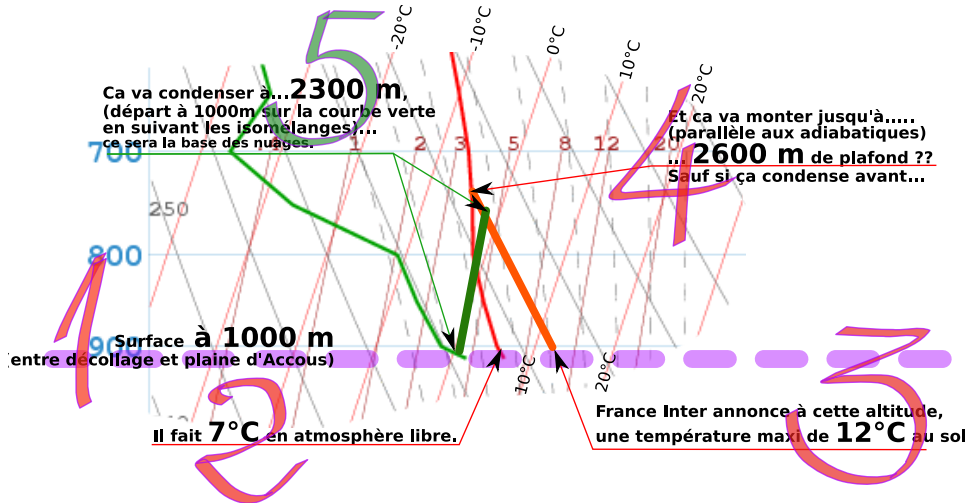 5
-20°C
-10°C
0°C
10°C
20°C
Ca va condenser à...2300 m,
(départ à 1000m sur la courbe verte
en suivant les isomélanges)...
ce sera la base des nuages.
4
Et ça va monter jusqu'à.....
(parallèle aux adiabatiques)
... 2600 m de plafond ??
Sauf si ça condense avant...
700
1
2
3
5
8
12
20
250
800
1
Surface à 1000 m
entre décollage et plaine d'Accous)
900
10°C
20°C
2
Il fait 7°C en atmosphère libre.
3
France Inter annonce à cette altitude,
une température maxi de 12°C au sol